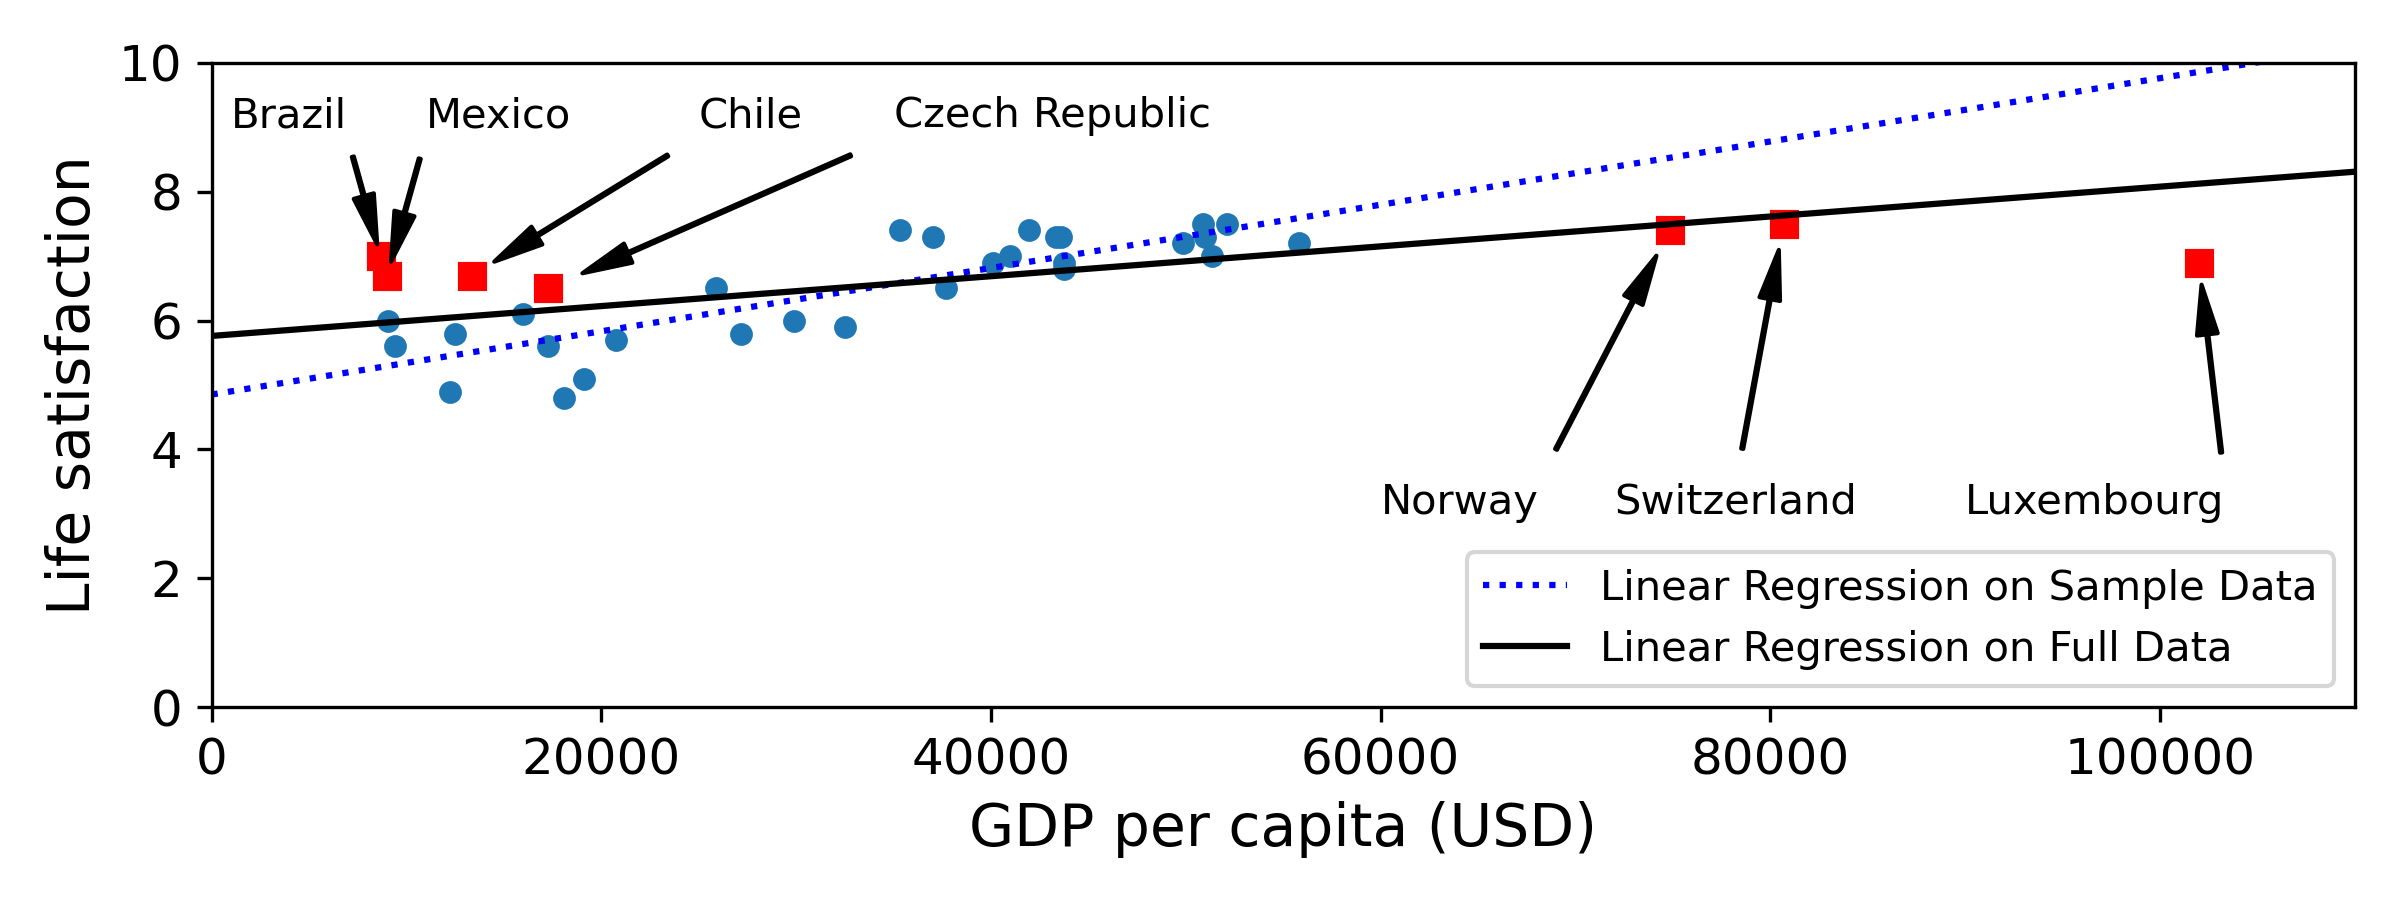 10
8
6
4
2
0
Life satisfaction
Brazil Mexico Chile Czech Republic
Norway Switzerland Luxembourg
Linear Regression on Sample Data
Linear Regression on Full Data
0 20000 40000 60000 80000 100000
GDP per capita (USD)